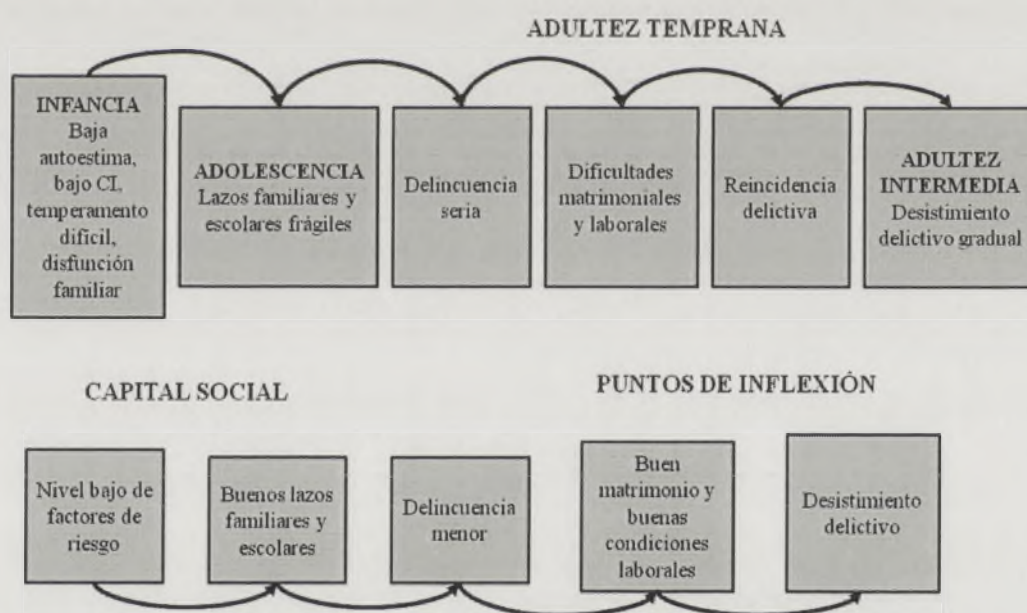 ADULTEZ TEMPRANA
INFANCIA
Baja
autoestima,
bajo CI,
temperamento
difícil,
disfunción
familiar
ADOLESCENCIA
Lazos familiares y
escolares frágiles
Delincuencia
seria
Dificultades
matrimoniales
y laborales
Reincidencia
delictiva
ADULTEZ
INTERMEDIA
Desistimiento
delictivo gradual
CAPITAL SOCIAL
PUNTOS DE INFLEXIÓN
Nivel bajo de
factores de
riesgo
Buenos lazos
familiares y
escolares
Delincuencia
menor
Buen
matrimonio y
buenas
condiciones
laborales
Desistimiento
delictivo